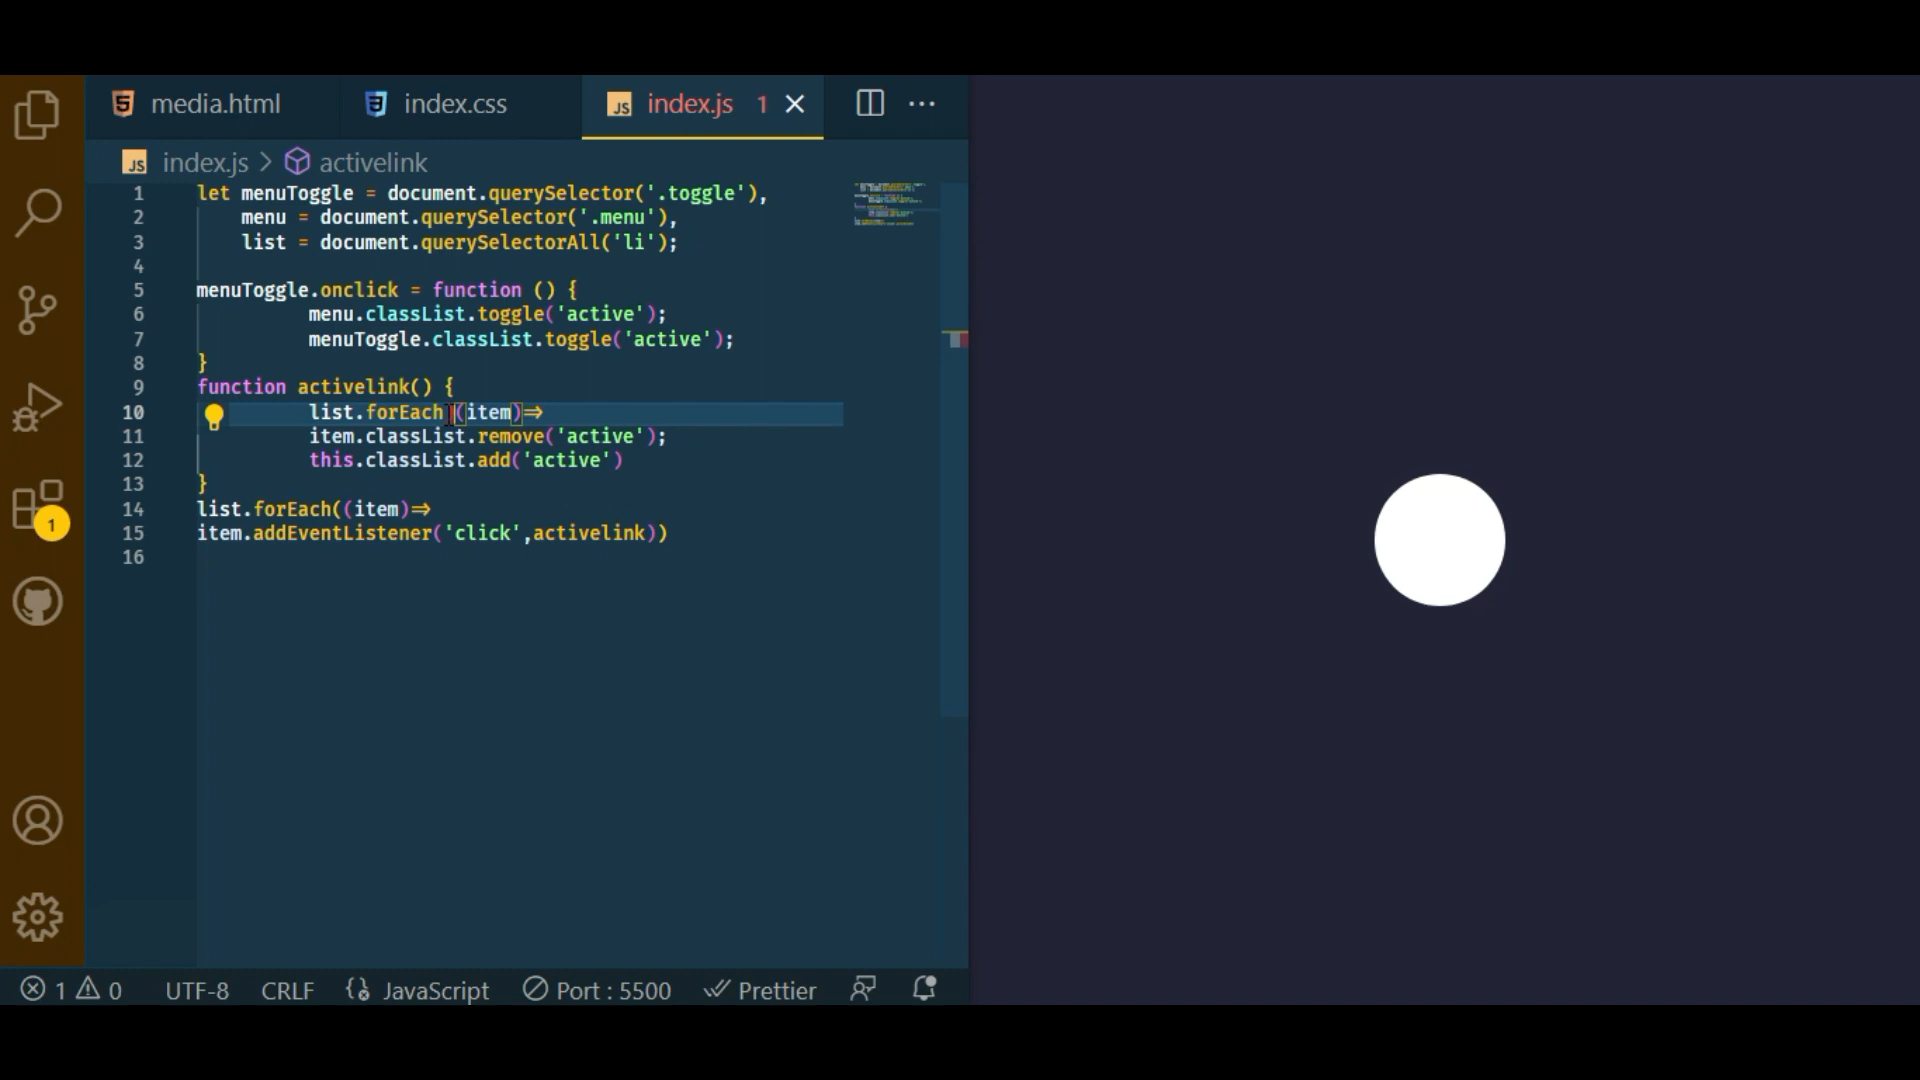 media.html index.css JS index.js 1
JS index.js > activelink
1 let menuToggle = document.querySelector('.toggle'),
2 menu = document.querySelector('.menu'),
3 list = document.querySelectorAll('li');
4
5 menuToggle.onclick = function () {
6 menu.classList.toggle('active');
7 menuToggle.classList.toggle('active');
8 }
9 function activelink() {
10 list.forEach (item)=>
11 item.classList.remove('active');
12 this.classList.add('active')
13 }
14 list.forEach((item)=>
15 item.addEventListener('click',activelink))
16
1
1 0 UTF-8 CRLF JavaScript Port : 5500 Prettier